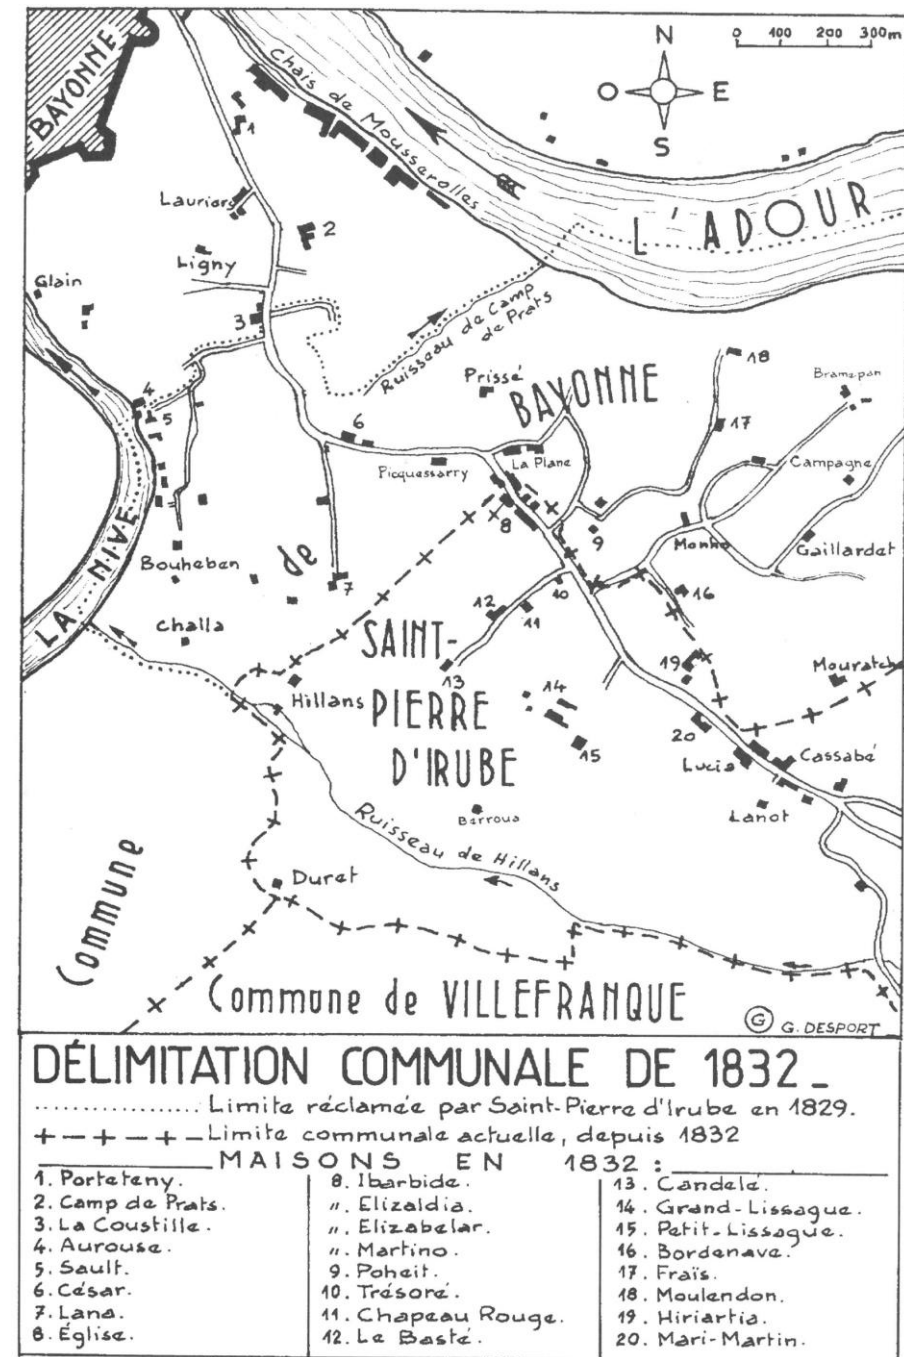 BAYONNE
Chais de Mousserolles
0 100 200 300m
N
O E
S
1
Lauriers
2
L'ADOUR
Ligny
Glain
3
Ruisseau de Camp
de Prats
18
Prissé
BAYONNE
Bramepan
4
5
6
17
Picquessarry
La Plane
Campagne
8
9
Monho
Gaillardet
LA NIVE
Bouheben
de
7
10
16
12
11
Challa
SAINT-
13
19
Mouratch
Hillans
14
PIERRE
20
15
D'IRUBE
Lucia
Cassabé
Berroua
Lanot
Ruisseau de Hillans
Commune
Duret
Commune de VILLEFRANQUE
G G. DESPORT
DÉLIMITATION COMMUNALE DE 1832_
Limite réclamée par Saint-Pierre d'Irube en 1829.
Limite communale actuelle, depuis 1832
MAISONS EN 1832 :
1. Porteteny.
2. Camp de Prats.
3. La Coustille.
4. Aurouse.
5. Sault.
6. César.
7. Lana.
8. Église.
8. Ibarbide.
". Elizaldia.
". Elizabelar.
". Martino.
9. Poheit.
10. Trésoré.
11. Chapeau Rouge.
12. Le Basté.
13. Candelé.
14. Grand-Lissague.
15. Petit-Lissague.
16. Bordenave.
17. Fraïs.
18. Moulendon.
19. Hiriartia.
20. Mari-Martin.